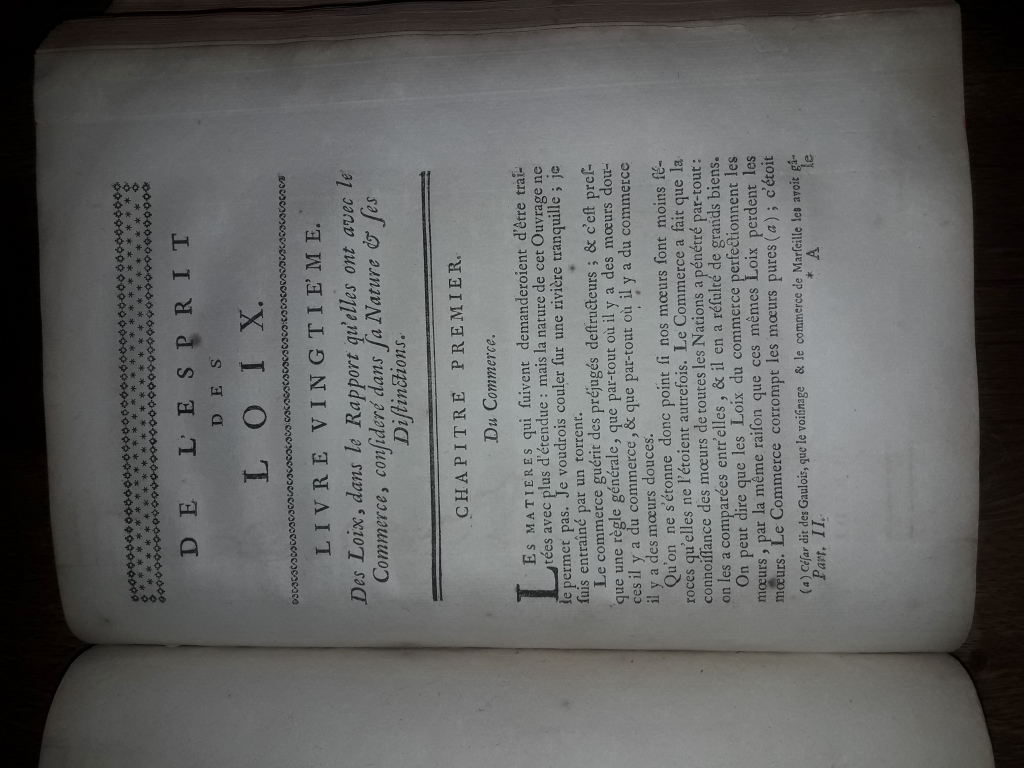 DE L'ESPRIT
DES
LOIX.
LIVRE VINGTIEME.
Des Loix, dans le Rapport qu'elles ont avec le
Commerce, conſideré dans ſa Nature & ſes
Diſtinctions.
CHAPITRE PREMIER.
Du Commerce.
LES MATIERES qui ſuivent demanderoient d'être trai-
tées avec plus d'étendue : mais la nature de cet Ouvrage ne
le permet pas. Je voudrois couler ſur une rivière tranquille ; je
ſuis entraîné par un torrent.
Le commerce guérit des préjugés deſtructeurs ; & c'eſt preſ-
que une règle générale, que par-tout où il y a des mœurs dou-
ces il y a du commerce, & que par-tout où il y a du commerce
il y a des mœurs douces.
Qu'on ne s'étonne donc point ſi nos mœurs ſont moins fé-
roces qu'elles ne l'étoient autrefois. Le Commerce a fait que la
connoiſſance des mœurs de toutes les Nations a pénétré par-tout :
on les a comparées entr'elles, & il en a réſulté de grands biens.
On peut dire que les Loix du commerce perfectionnent les
mœurs, par la même raiſon que ces mêmes Loix perdent les
mœurs. Le Commerce corrompt les mœurs pures (a) ; c'étoit
(a) Céſar dit des Gaulois, que le voiſinage & le commerce de Marſeille les avoit gâ-
Part. II. * A le